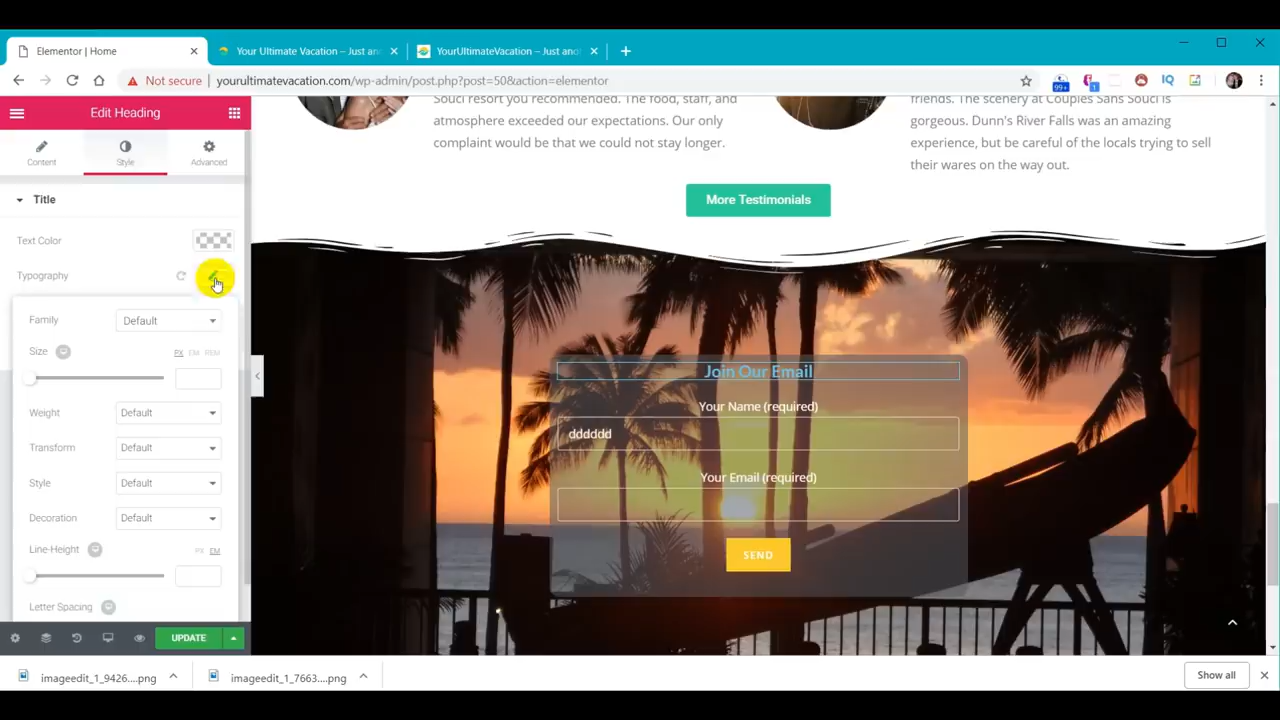 Elementor | Home
Your Ultimate Vacation – Just an
YourUltimateVacation – Just ano
Not secure
yourultimatevacation.com/wp-admin/post.php?post=50&action=elementor
99+
1
IQ
Edit Heading
Content
Style
Advanced
Title
Text Color
Typography
Family
Default
Size
PX EM REM
Weight
Default
Transform
Default
Style
Default
Decoration
Default
Line-Height
PX EM
Letter Spacing
UPDATE
Souci resort you recommended. The food, staff, and
atmosphere exceeded our expectations. Our only
complaint would be that we could not stay longer.
friends. The scenery at Couples Sans Souci is
gorgeous. Dunn's River Falls was an amazing
experience, but be careful of the locals trying to sell
their wares on the way out.
More Testimonials
Join Our Email
Your Name (required)
dddddd
Your Email (required)
SEND
imageedit_1_9426....png
imageedit_1_7663....png
Show all